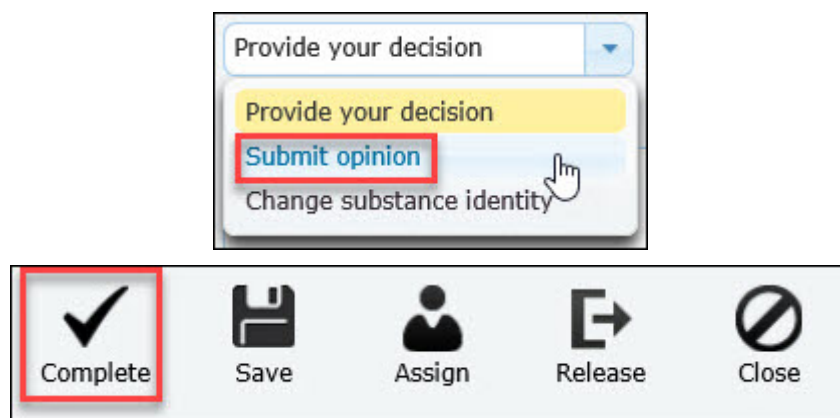 Provide your decision
Provide your decision
Submit opinion
Change substance identity
Complete Save Assign Release Close